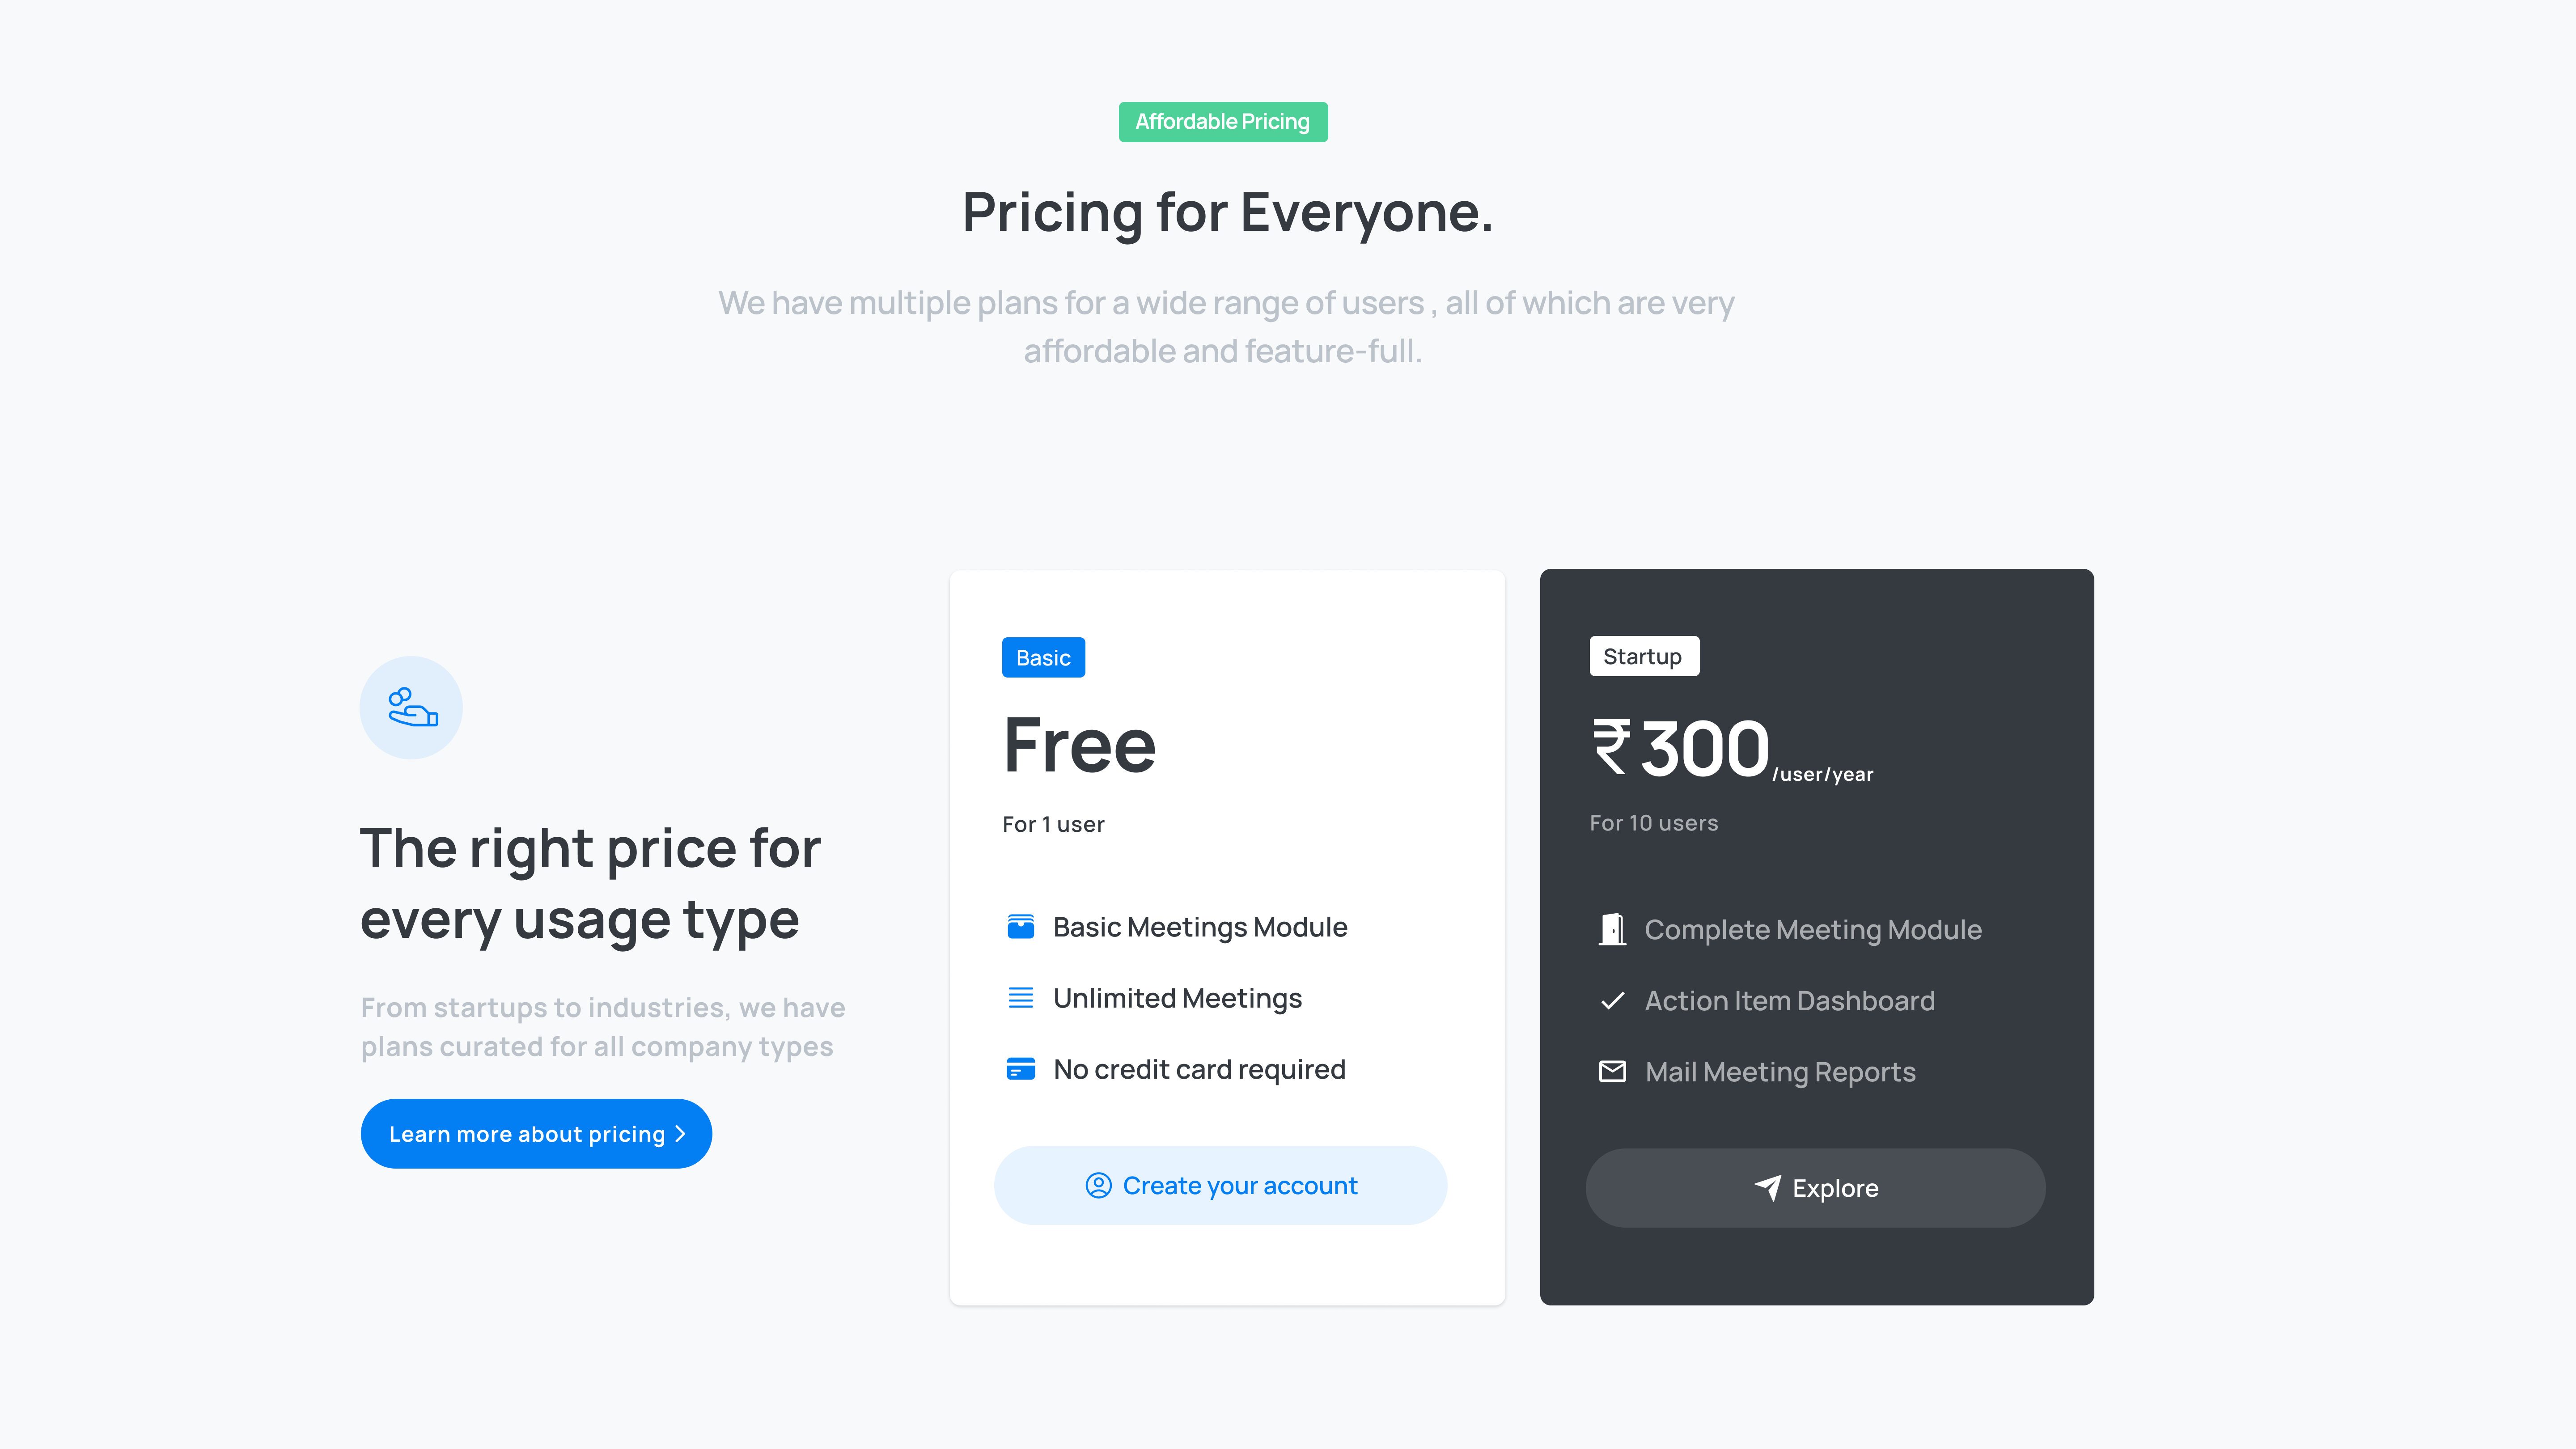 Affordable Pricing
Pricing for Everyone.
We have multiple plans for a wide range of users , all of which are very
affordable and feature-full.
The right price for
every usage type
From startups to industries, we have
plans curated for all company types
Learn more about pricing
Basic
Free
For 1 user
Basic Meetings Module
Unlimited Meetings
No credit card required
Create your account
Startup
₹ 300 /user/year
For 10 users
Complete Meeting Module
Action Item Dashboard
Mail Meeting Reports
Explore